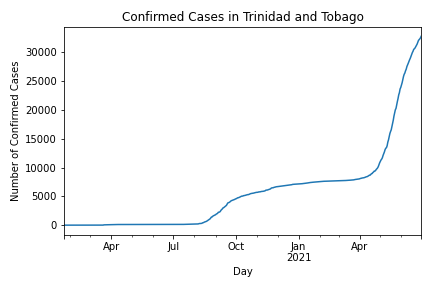 Confirmed Cases in Trinidad and Tobago
Number of Confirmed Cases
30000
25000
20000
15000
10000
5000
0
Apr Jul Oct Jan Apr
2021
Day